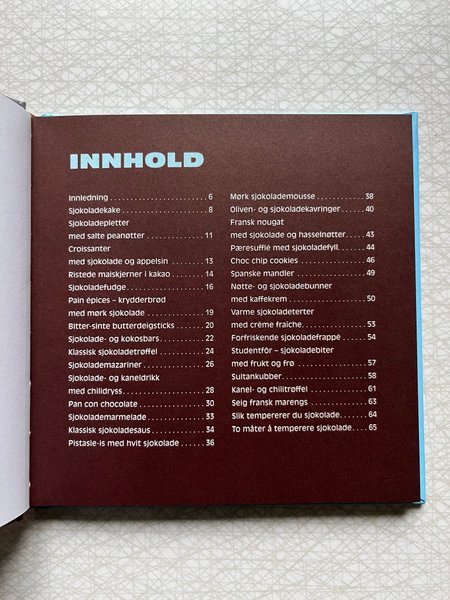 INNHOLD
Innledning . . . . . . . . . . . . . . . . . . . . . . 6
Sjokoladekake . . . . . . . . . . . . . . . . . . 8
Sjokoladepletter
med salte peanøtter . . . . . . . . . . . 11
Croissanter
med sjokolade og appelsin . . . . 13
Ristede maiskjerner i kakao . . . . 14
Sjokoladefudge . . . . . . . . . . . . . . . . 16
Pain épices – krydderbrød
med mørk sjokolade . . . . . . . . . . . 19
Bitter-sinte butterdeigsticks . . . . 20
Sjokolade- og kokosbars . . . . . . . 22
Klassisk sjokoladetrøffel . . . . . . . 24
Sjokolademazariner . . . . . . . . . . . 26
Sjokolade- og kaneldrikk
med chilidryss . . . . . . . . . . . . . . . . 28
Pan con chocolate . . . . . . . . . . . . 30
Sjokolademarmelade . . . . . . . . . . 33
Klassisk sjokoladesaus . . . . . . . . . 34
Pistasie-is med hvit sjokolade . . . . . 36
Mørk sjokolademousse . . . . . . . . . 38
Oliven- og sjokoladekavringer . . . 40
Fransk nougat
med sjokolade og hasselnøtter . . 43
Pæresufflé med sjokoladefyll . . . . 44
Choc chip cookies . . . . . . . . . . . . . 46
Spanske mandler . . . . . . . . . . . . . . 49
Nøtte- og sjokoladebunner
med kaffekrem . . . . . . . . . . . . . . . 50
Varme sjokoladeterter
med crème fraiche . . . . . . . . . . . . . 53
Forfriskende sjokoladefrappé . . . . 54
Studentfôr – sjokoladebiter
med frukt og frø . . . . . . . . . . . . . . 57
Sultankubber . . . . . . . . . . . . . . . . . 58
Kanel- og chilitrøffel . . . . . . . . . . . 61
Seig fransk marengs . . . . . . . . . . . 63
Slik tempererer du sjokolade . . . . . 64
To måter å temperere sjokolade . . . . 65